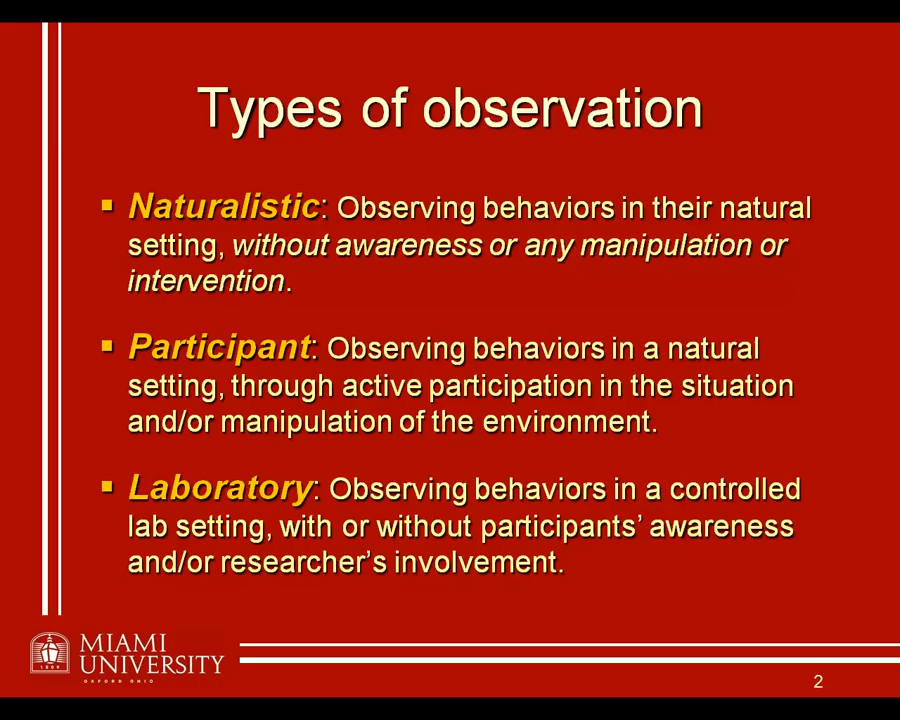 Types of observation
▪ Naturalistic: Observing behaviors in their natural
setting, without awareness or any manipulation or
intervention.
▪ Participant: Observing behaviors in a natural
setting, through active participation in the situation
and/or manipulation of the environment.
▪ Laboratory: Observing behaviors in a controlled
lab setting, with or without participants’ awareness
and/or researcher’s involvement.
1809
MIAMI
UNIVERSITY
OXFORD OHIO
2